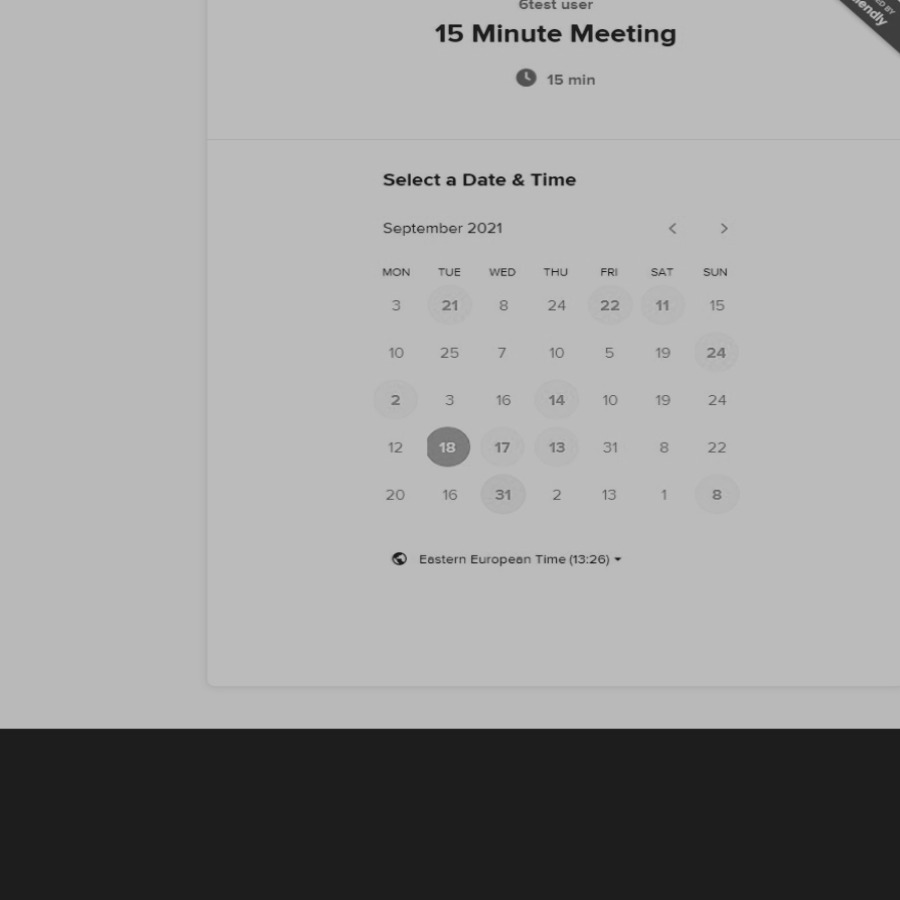 6test user
15 Minute Meeting
15 min
Select a Date & Time
September 2021
MON TUE WED THU FRI SAT SUN
3 21 8 24 22 11 15
10 25 7 10 5 19 24
2 3 16 14 10 19 24
12 18 17 13 31 8 22
20 16 31 2 13 1 8
Eastern European Time (13:26)